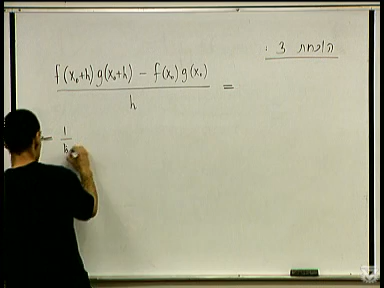 הוכחת 3 :
f(x₀+h)g(x₀+h) − f(x₀)g(x₀)
h
=
= 1
h